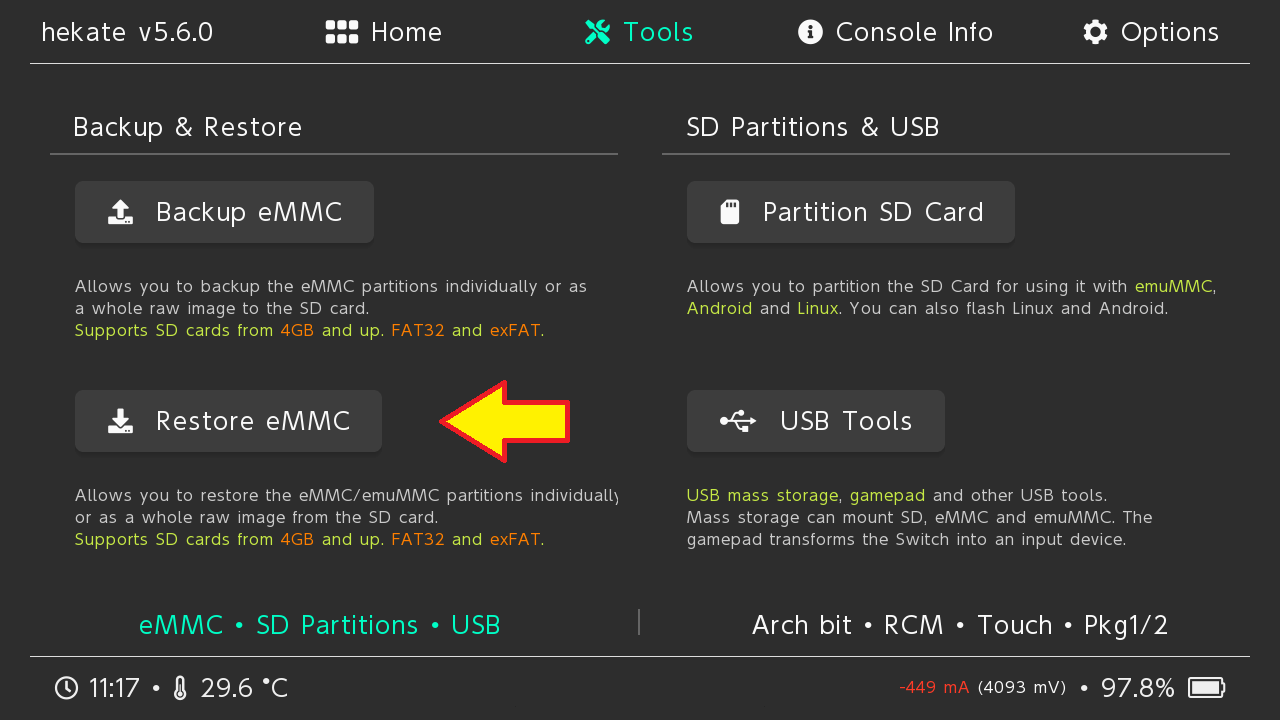 hekate v5.6.0 Home Tools Console Info Options
Backup & Restore
Backup eMMC
Allows you to backup the eMMC partitions individually or as
a whole raw image to the SD card.
Supports SD cards from 4GB and up. FAT32 and exFAT.
Restore eMMC
Allows you to restore the eMMC/emuMMC partitions individually
or as a whole raw image from the SD card.
Supports SD cards from 4GB and up. FAT32 and exFAT.
SD Partitions & USB
Partition SD Card
Allows you to partition the SD Card for using it with emuMMC,
Android and Linux. You can also flash Linux and Android.
USB Tools
USB mass storage, gamepad and other USB tools.
Mass storage can mount SD, eMMC and emuMMC. The
gamepad transforms the Switch into an input device.
eMMC • SD Partitions • USB
Arch bit • RCM • Touch • Pkg1/2
11:17 • 29.6 °C
-449 mA (4093 mV) • 97.8%